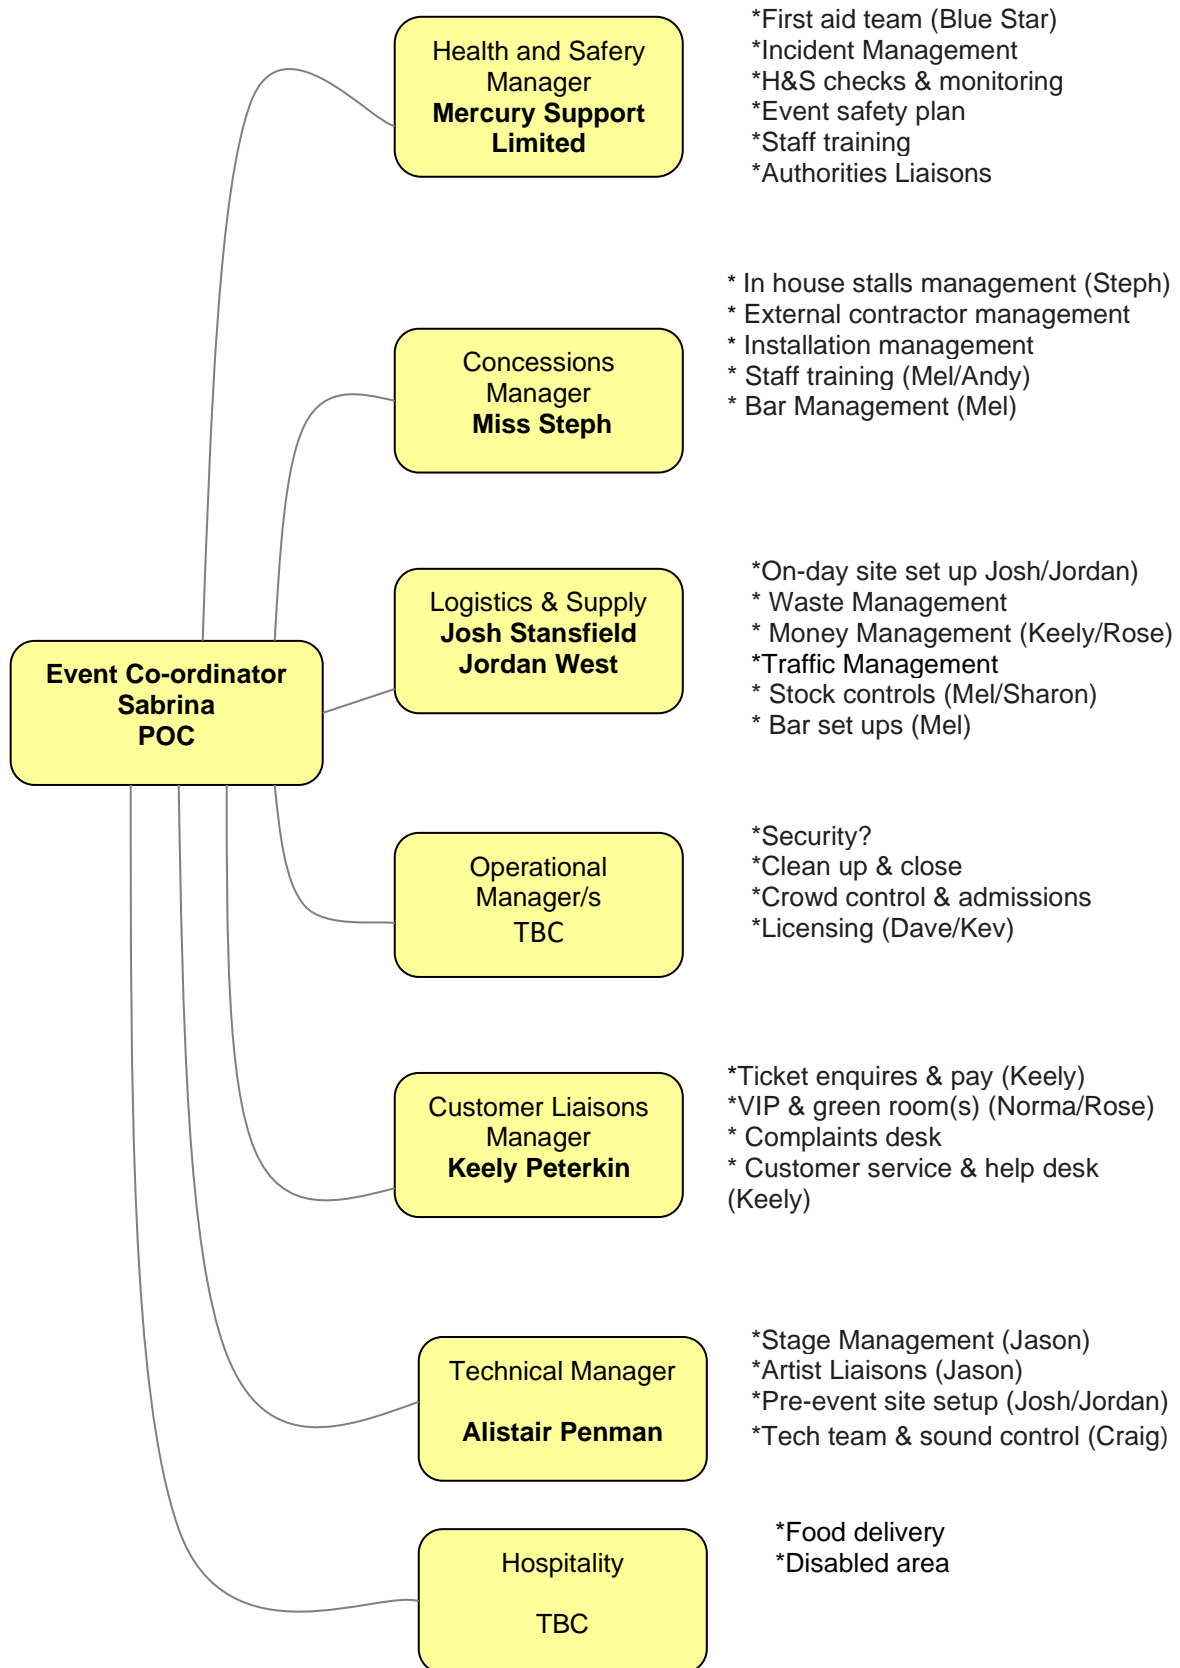 Health and Safery
Manager
Mercury Support
Limited
*First aid team (Blue Star)
*Incident Management
*H&S checks & monitoring
*Event safety plan
*Staff training
*Authorities Liaisons
Concessions
Manager
Miss Steph
* In house stalls management (Steph)
* External contractor management
* Installation management
* Staff training (Mel/Andy)
* Bar Management (Mel)
Logistics & Supply
Josh Stansfield
Jordan West
*On-day site set up Josh/Jordan)
* Waste Management
* Money Management (Keely/Rose)
*Traffic Management
* Stock controls (Mel/Sharon)
* Bar set ups (Mel)
Event Co-ordinator
Sabrina
POC
Operational
Manager/s
TBC
*Security?
*Clean up & close
*Crowd control & admissions
*Licensing (Dave/Kev)
Customer Liaisons
Manager
Keely Peterkin
*Ticket enquires & pay (Keely)
*VIP & green room(s) (Norma/Rose)
* Complaints desk
* Customer service & help desk
(Keely)
Technical Manager
Alistair Penman
*Stage Management (Jason)
*Artist Liaisons (Jason)
*Pre-event site setup (Josh/Jordan)
*Tech team & sound control (Craig)
Hospitality
TBC
*Food delivery
*Disabled area